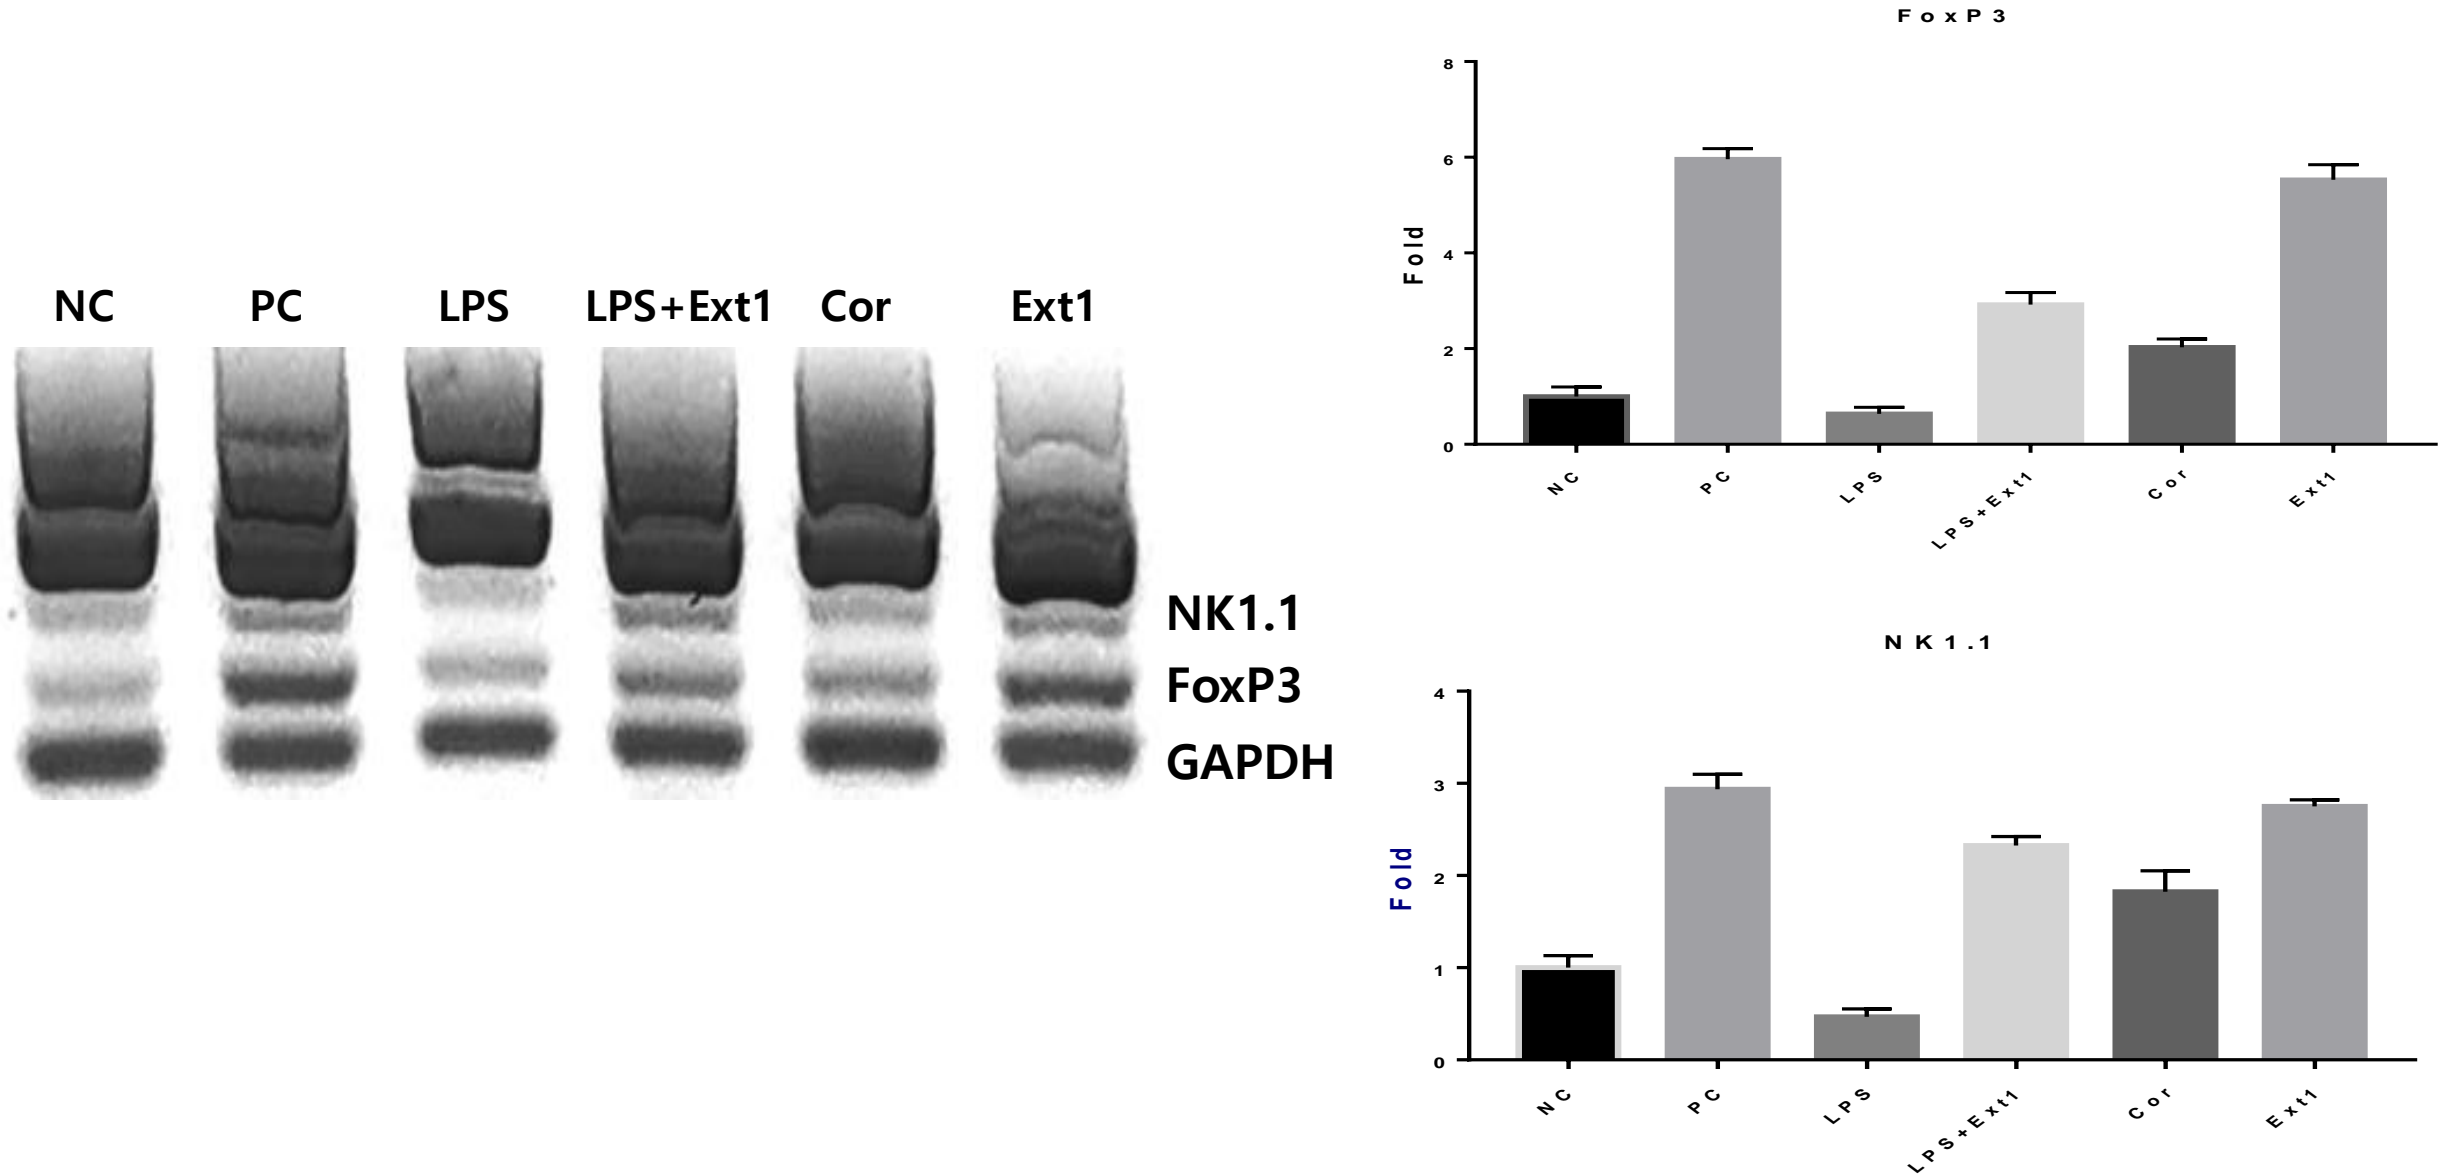 NC PC LPS LPS+Ext1 Cor Ext1
NK1.1
FoxP3
GAPDH
FoxP3
Fold
8
6
4
2
0
NC PC LPS LPS+Ext1 Cor Ext1
NK1.1
Fold
4
3
2
1
0
NC PC LPS LPS+Ext1 Cor Ext1